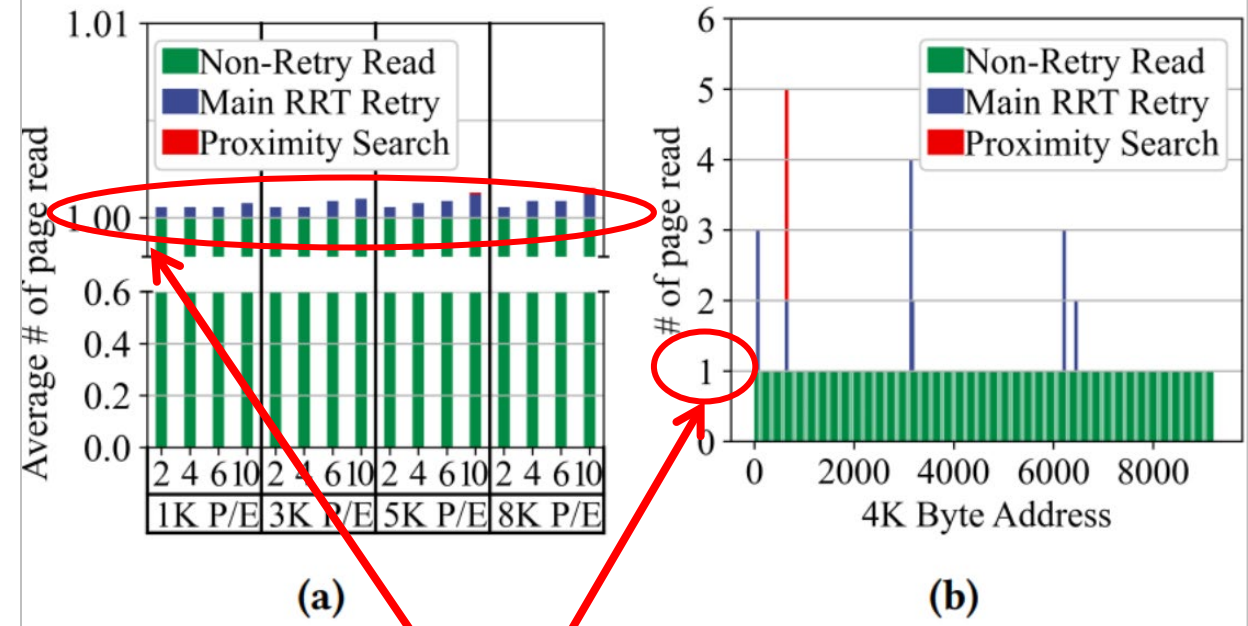 1.01
Non-Retry Read
Main RRT Retry
Proximity Search
Average # of page read
1.00
0.6
0.4
0.2
0.0
2 4 6 10 2 4 6 10 2 4 6 10 2 4 6 10
1K P/E 3K P/E 5K P/E 8K P/E
(a)
6
Non-Retry Read
5
Main RRT Retry
Proximity Search
4
# of page read
3
2
1
0
0 2000 4000 6000 8000
4K Byte Address
(b)